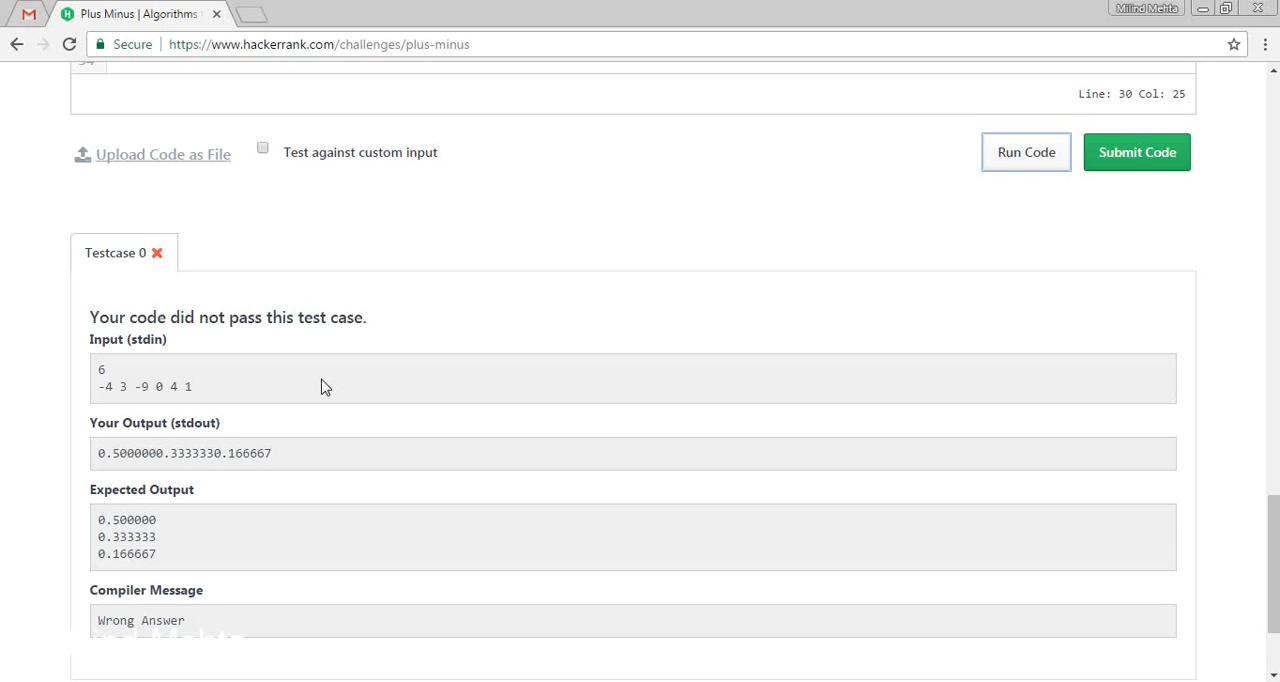 Plus Minus | Algorithms
Milind Mehta
Secure
https://www.hackerrank.com/challenges/plus-minus
Line: 30 Col: 25
Upload Code as File
Test against custom input
Run Code
Submit Code
Testcase 0
Your code did not pass this test case.
Input (stdin)
6
-4 3 -9 0 4 1
Your Output (stdout)
0.5000000.3333330.166667
Expected Output
0.500000
0.333333
0.166667
Compiler Message
Wrong Answer